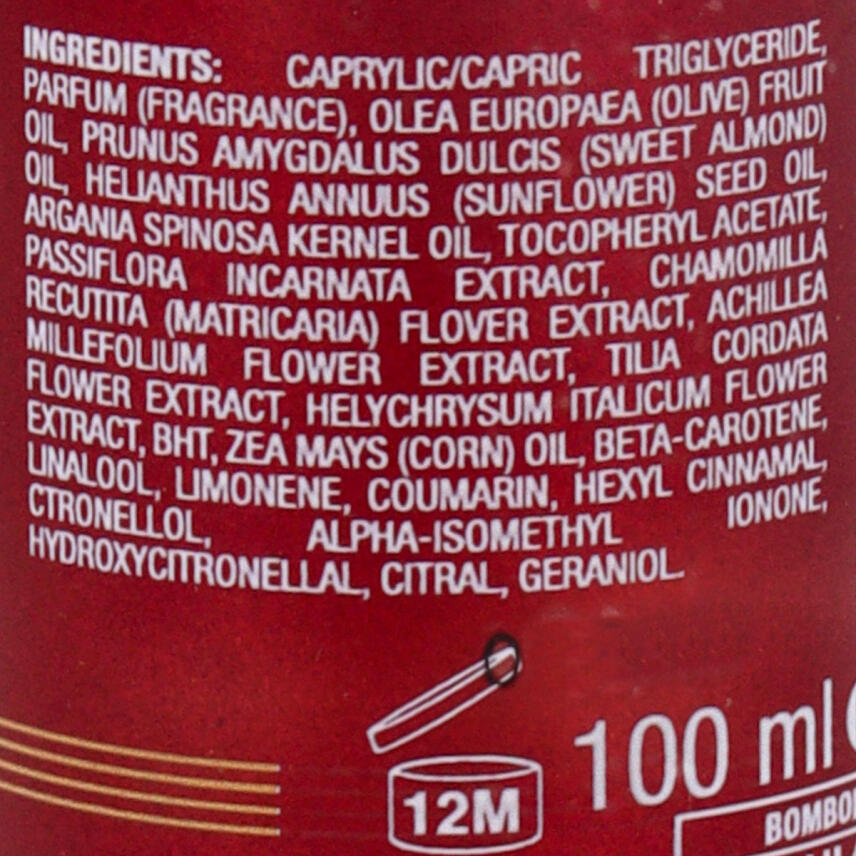 INGREDIENTS: CAPRYLIC/CAPRIC TRIGLYCERIDE,
PARFUM (FRAGRANCE), OLEA EUROPAEA (OLIVE) FRUIT
OIL, PRUNUS AMYGDALUS DULCIS (SWEET ALMOND)
OIL, HELIANTHUS ANNUUS (SUNFLOWER) SEED OIL,
ARGANIA SPINOSA KERNEL OIL, TOCOPHERYL ACETATE,
PASSIFLORA INCARNATA EXTRACT, CHAMOMILLA
RECUTITA (MATRICARIA) FLOVER EXTRACT, ACHILLEA
MILLEFOLIUM FLOWER EXTRACT, TILIA CORDATA
FLOWER EXTRACT, HELYCHRYSUM ITALICUM FLOWER
EXTRACT, BHT, ZEA MAYS (CORN) OIL, BETA-CAROTENE,
LINALOOL, LIMONENE, COUMARIN, HEXYL CINNAMAL,
CTRONELLOL, ALPHA-ISOMETHYL IONONE,
HYDROXYCITRONELLAL, CITRAL, GERANIOL.
100 ml
12M
BOMBO